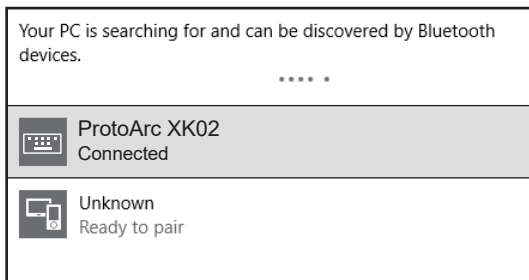 Your PC is searching for and can be discovered by Bluetooth
devices.
ProtoArc XK02
Connected
Unknown
Ready to pair